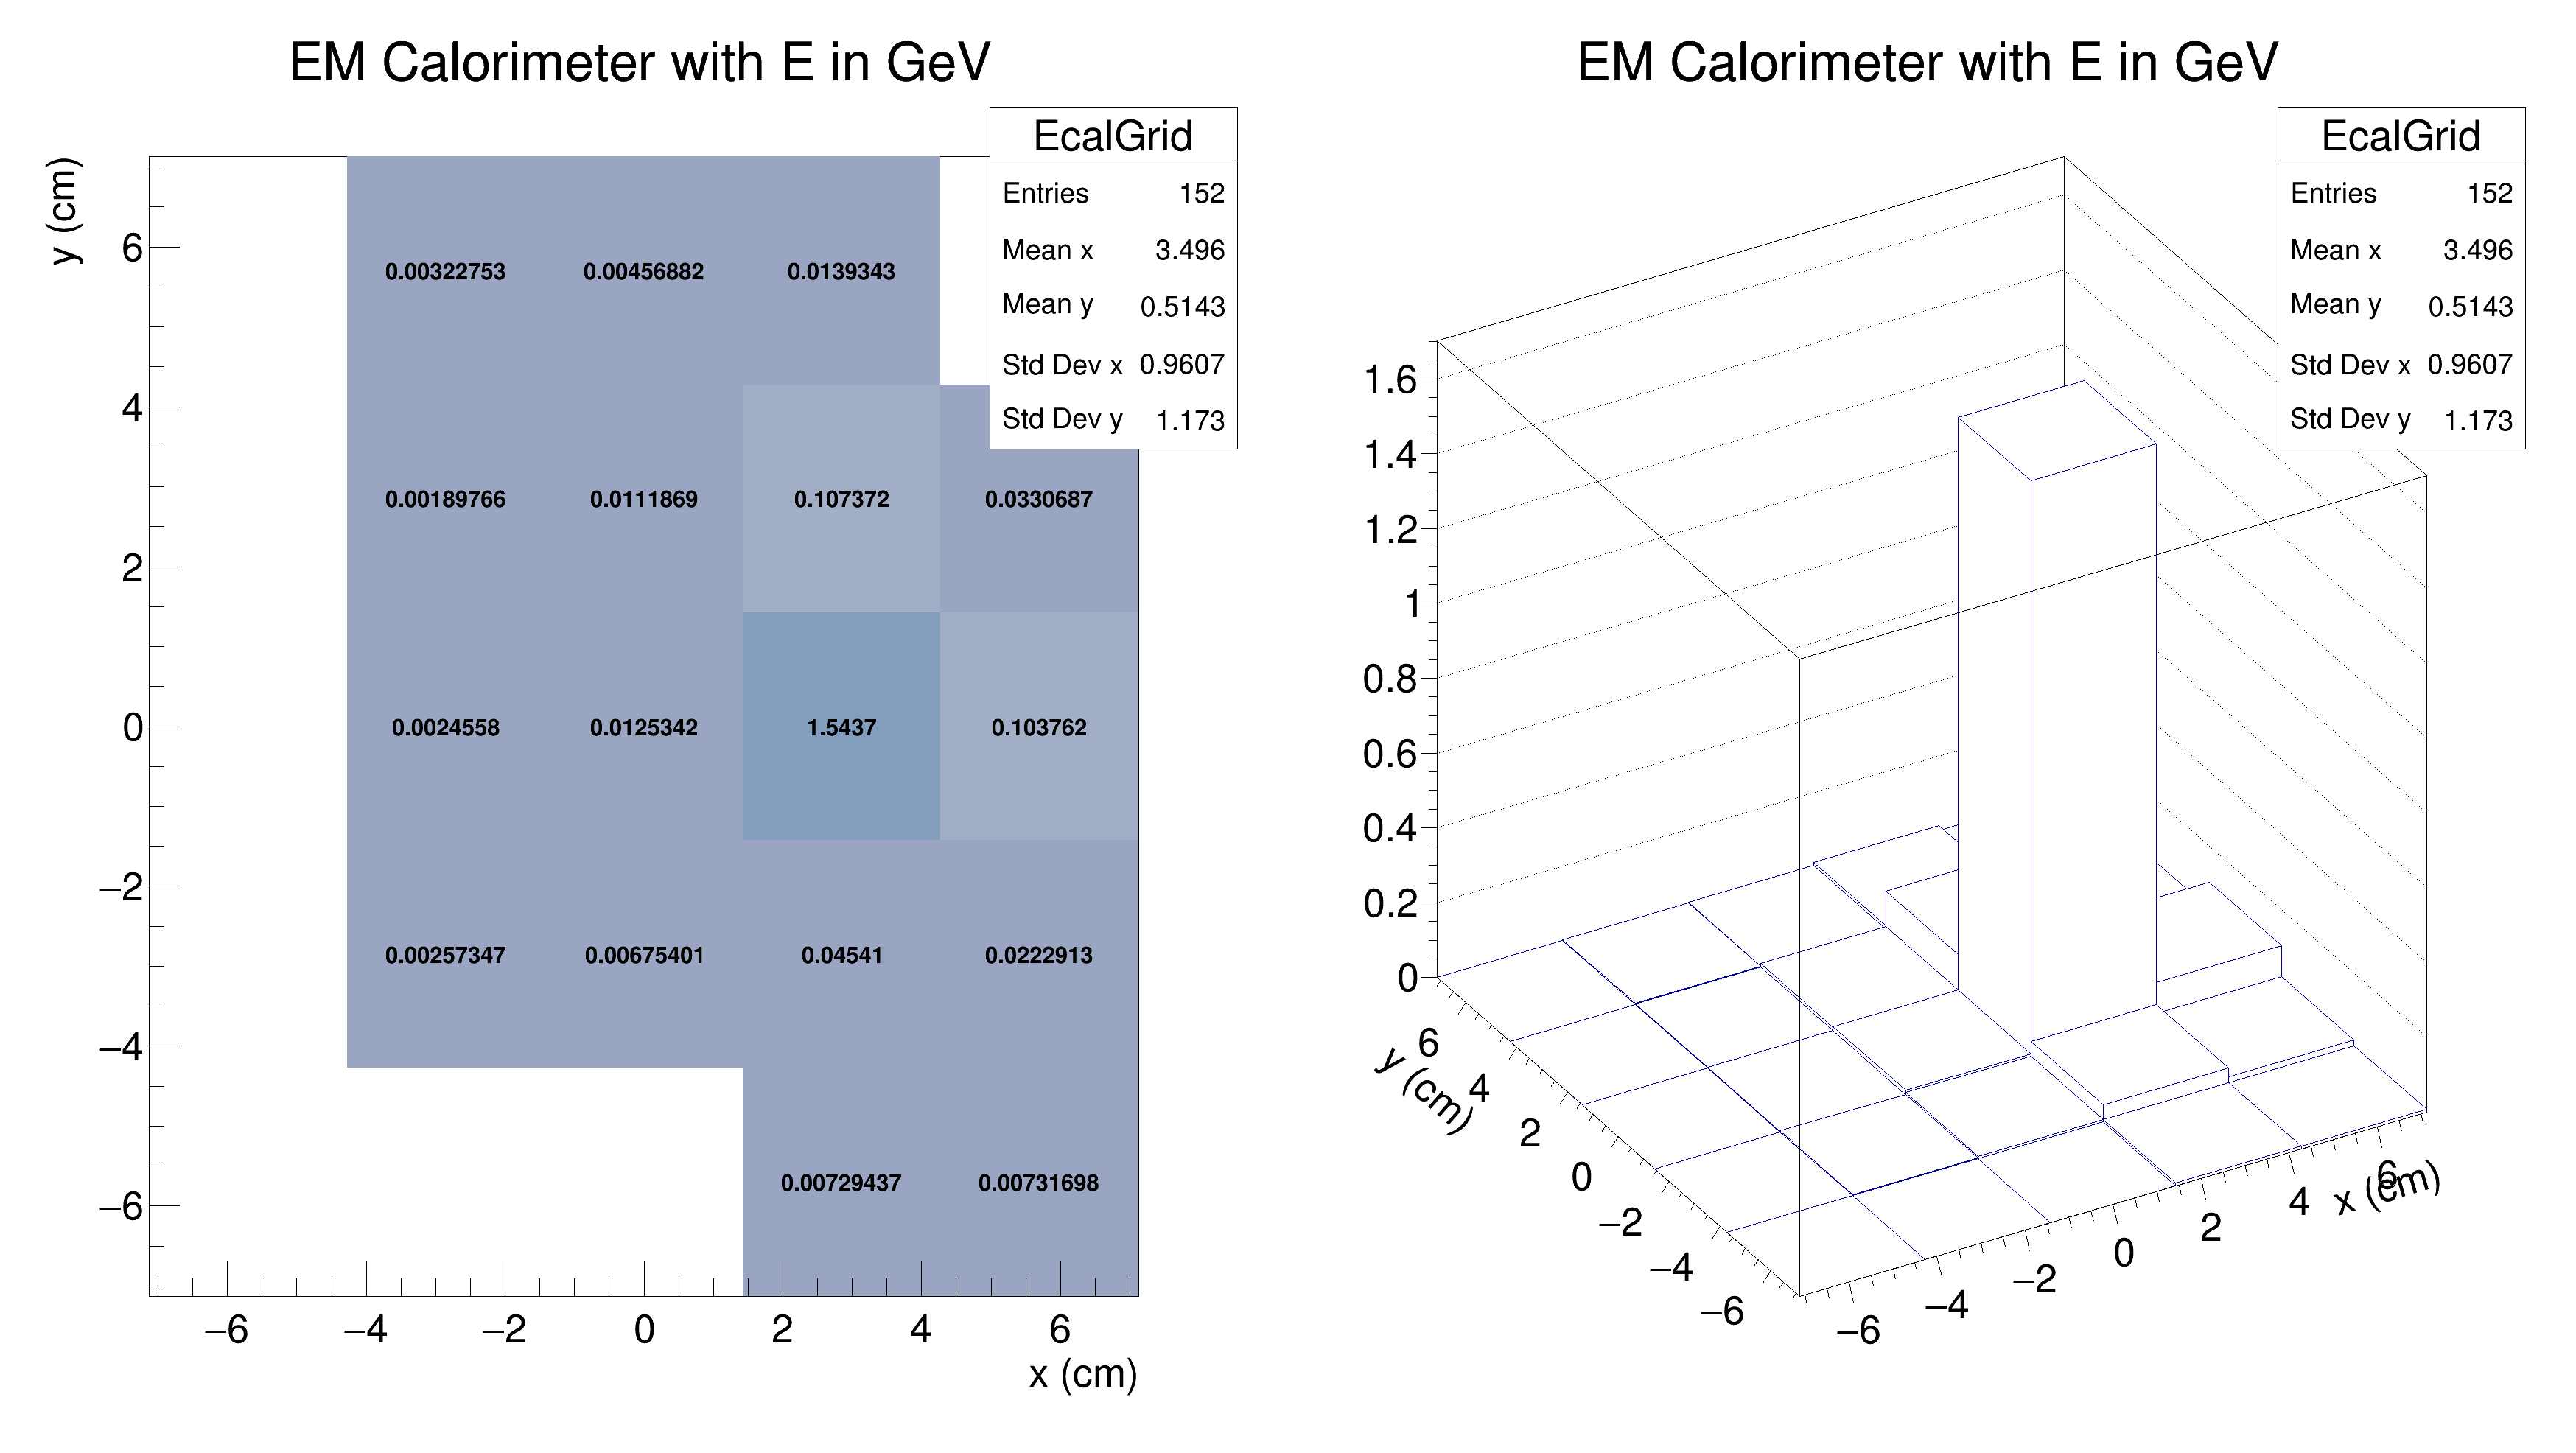 EM Calorimeter with E in GeV
EcalGrid
Entries 152
Mean x 3.496
Mean y 0.5143
Std Dev x 0.9607
Std Dev y 1.173
y (cm)
6
4
2
0
−2
−4
−6
0.00322753 0.00456882 0.0139343
0.00189766 0.0111869 0.107372 0.0330687
0.0024558 0.0125342 1.5437 0.103762
0.00257347 0.00675401 0.04541 0.0222913
0.00729437 0.00731698
−6 −4 −2 0 2 4 6
x (cm)
EM Calorimeter with E in GeV
EcalGrid
Entries 152
Mean x 3.496
Mean y 0.5143
Std Dev x 0.9607
Std Dev y 1.173
1.6
1.4
1.2
1
0.8
0.6
0.4
0.2
0
y (cm)
6
4
2
0
−2
−4
−6
−6
−4
−2
0
2
4
6
x (cm)